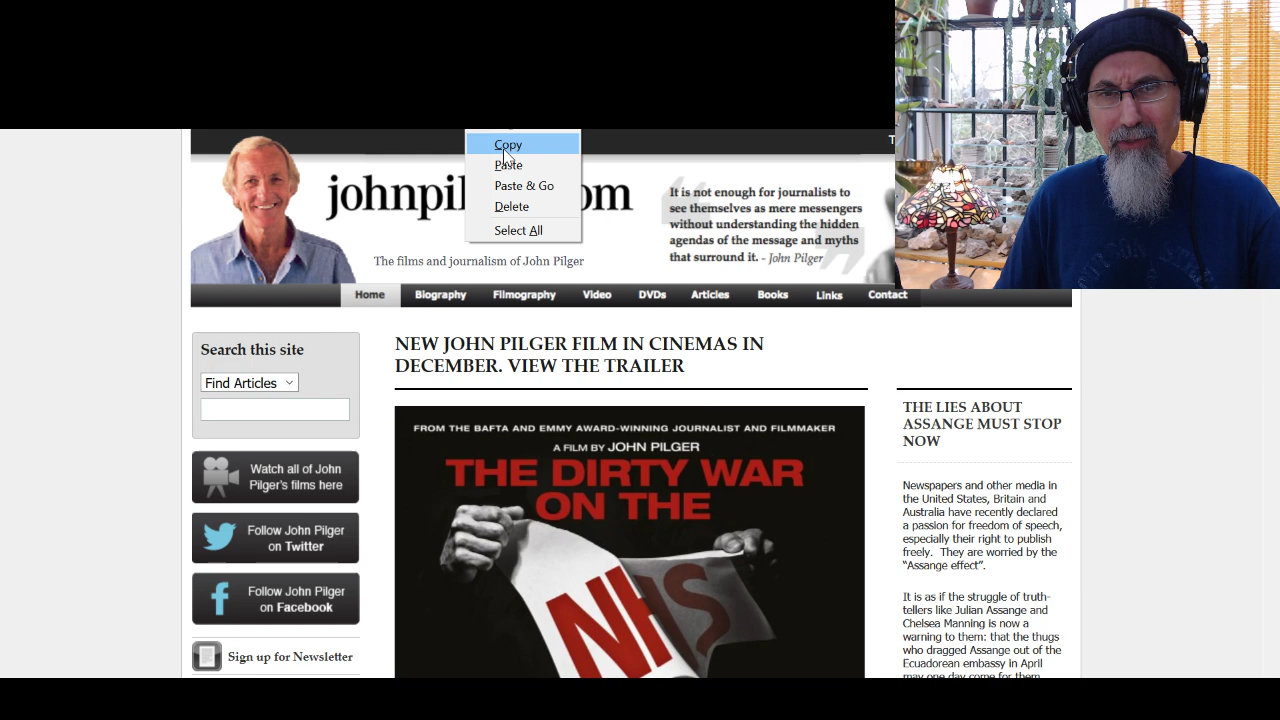 T
Copy
Paste
Paste & Go
Delete
Select All
johnpil
om
The films and journalism of John Pilger
It is not enough for journalists to
see themselves as mere messengers
without understanding the hidden
agendas of the message and myths
that surround it. - John Pilger
Home Biography Filmography Video DVDs Articles Books Links Contact
Search this site
Find Articles
Watch all of John
Pilger's films here
Follow John Pilger
on Twitter
Follow John Pilger
on Facebook
Sign up for Newsletter
NEW JOHN PILGER FILM IN CINEMAS IN
DECEMBER. VIEW THE TRAILER
FROM THE BAFTA AND EMMY AWARD-WINNING JOURNALIST AND FILMMAKER
A FILM BY JOHN PILGER
THE DIRTY WAR
ON THE
NHS
THE LIES ABOUT
ASSANGE MUST STOP
NOW
Newspapers and other media in
the United States, Britain and
Australia have recently declared
a passion for freedom of speech,
especially their right to publish
freely. They are worried by the
“Assange effect”.
It is as if the struggle of truth-
tellers like Julian Assange and
Chelsea Manning is now a
warning to them: that the thugs
who dragged Assange out of the
Ecuadorean embassy in April
may one day come for them